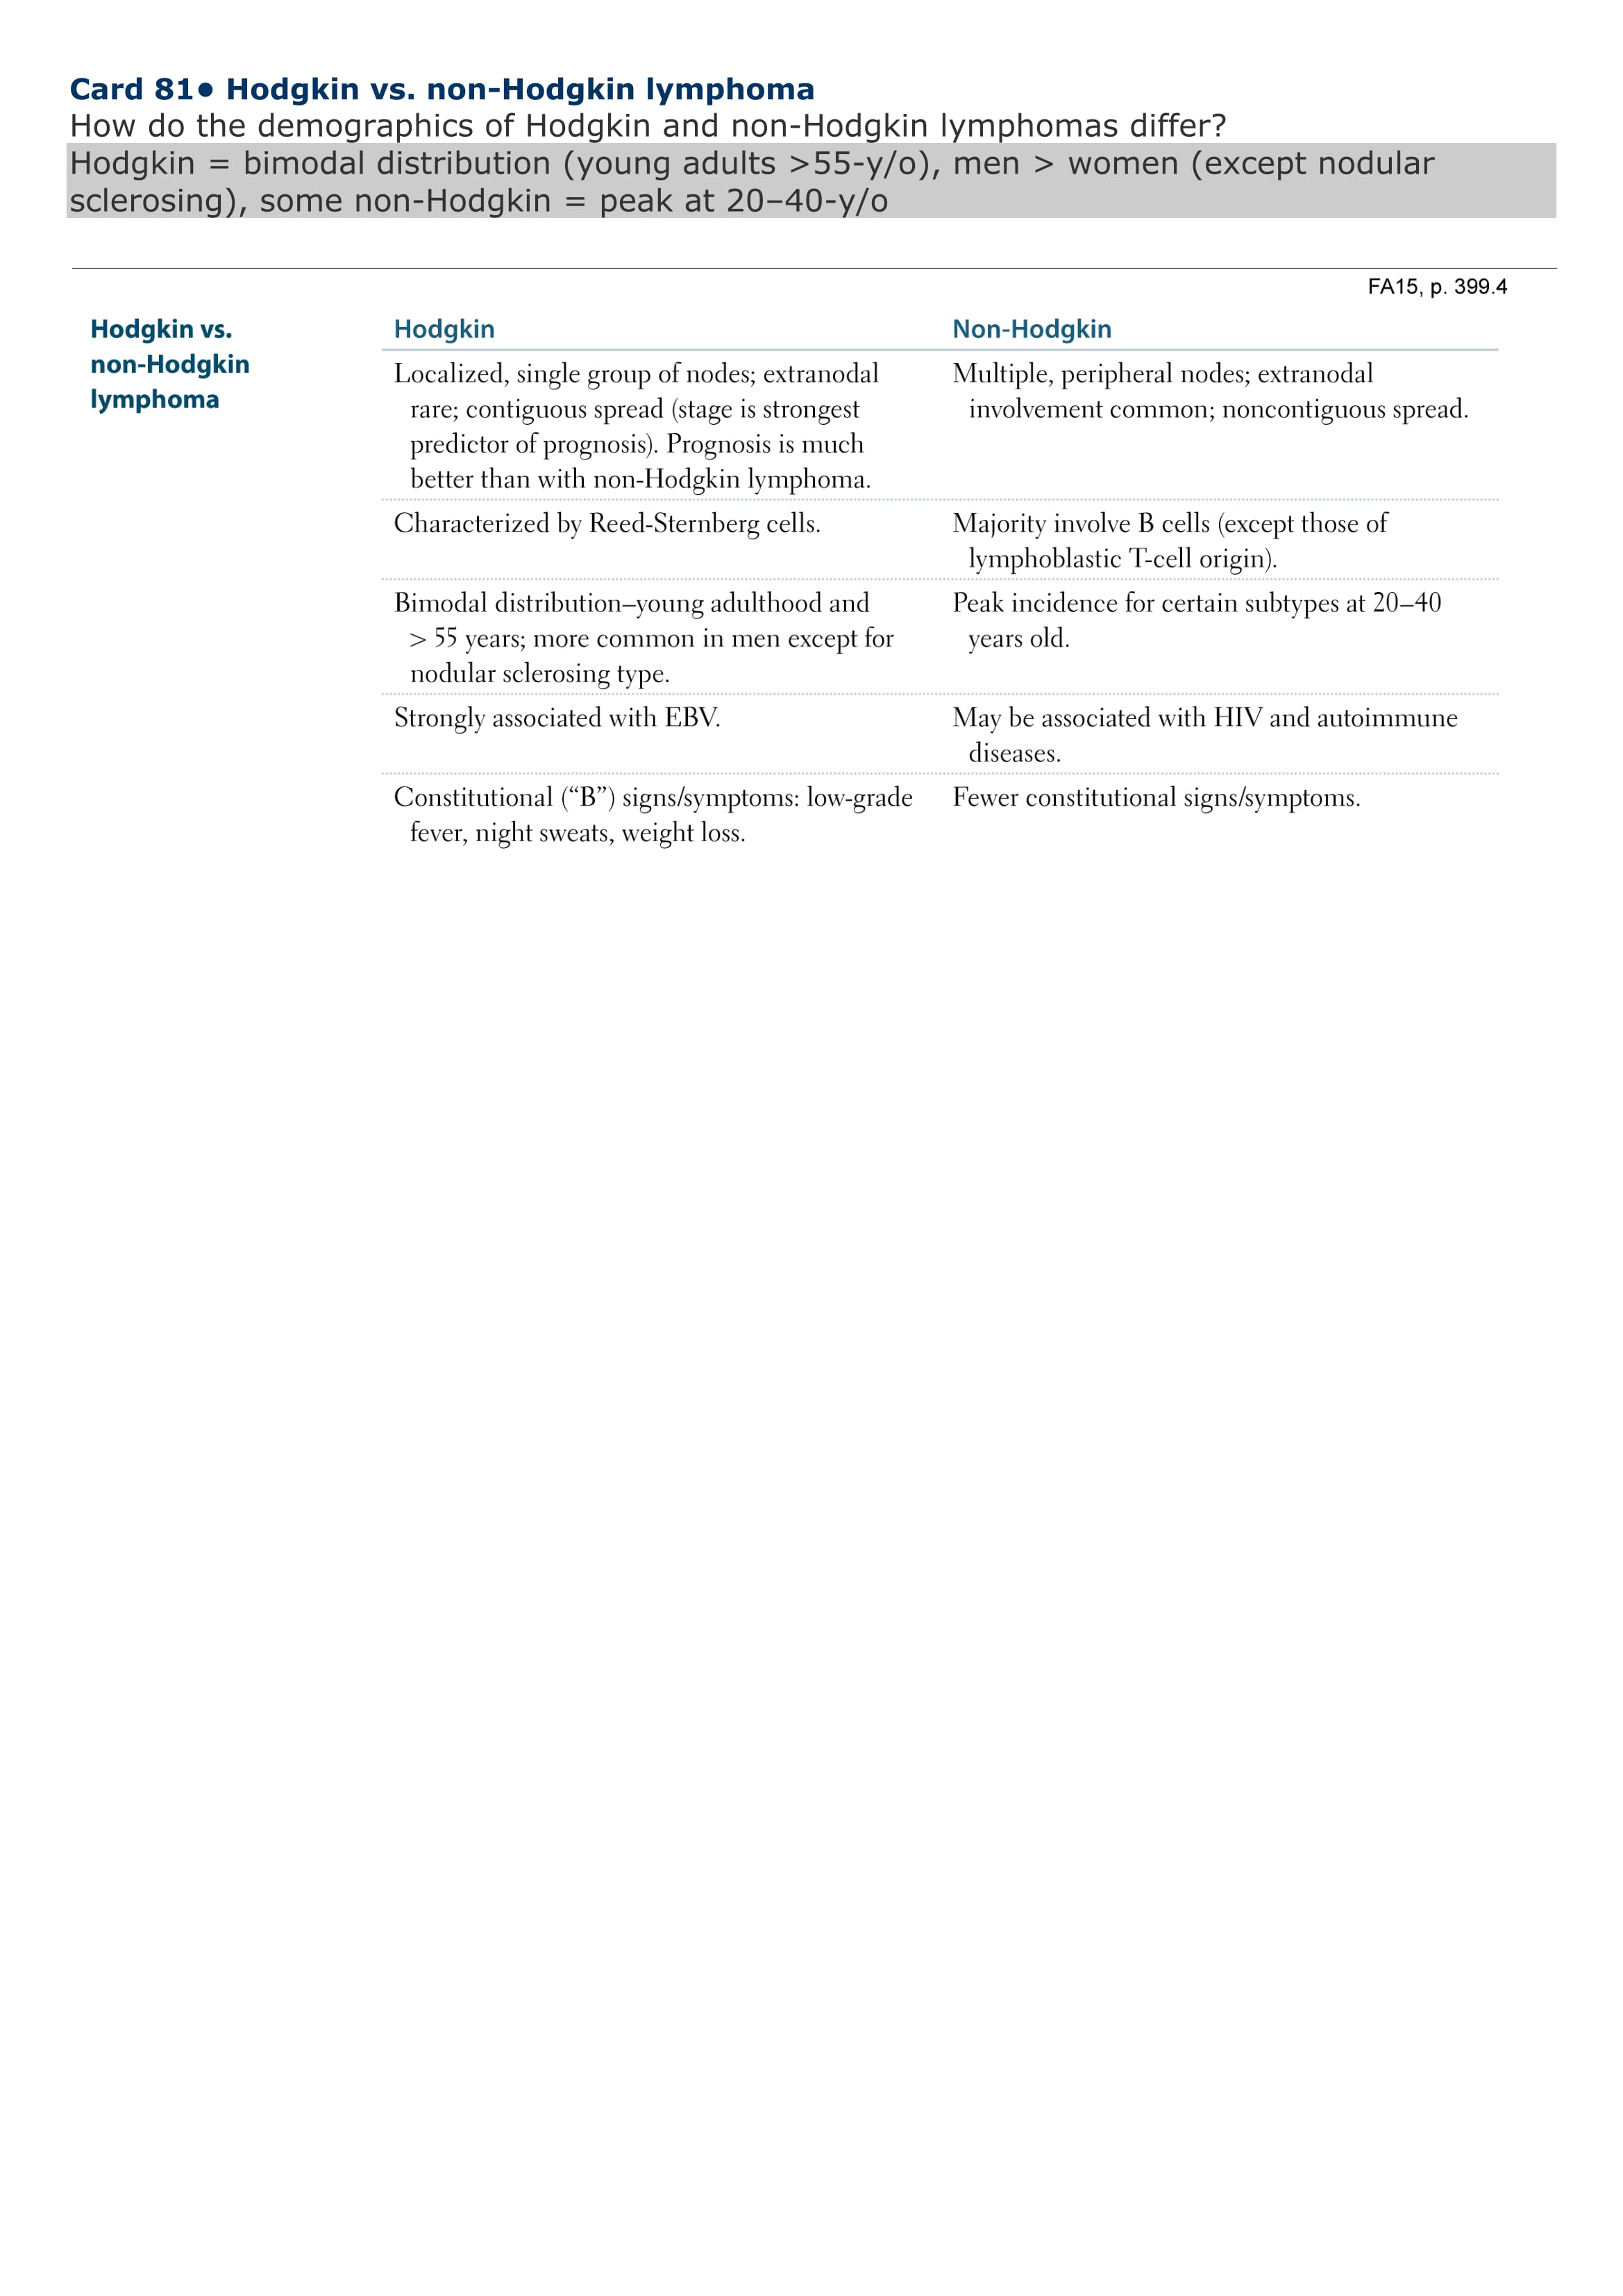 Card 81● Hodgkin vs. non-Hodgkin lymphoma
How do the demographics of Hodgkin and non-Hodgkin lymphomas differ?
Hodgkin = bimodal distribution (young adults >55-y/o), men > women (except nodular
sclerosing), some non-Hodgkin = peak at 20–40-y/o
FA15, p. 399.4
Hodgkin vs.
non-Hodgkin
lymphoma
Hodgkin
Non-Hodgkin
Localized, single group of nodes; extranodal
rare; contiguous spread (stage is strongest
predictor of prognosis). Prognosis is much
better than with non-Hodgkin lymphoma.
Multiple, peripheral nodes; extranodal
involvement common; noncontiguous spread.
Characterized by Reed-Sternberg cells.
Majority involve B cells (except those of
lymphoblastic T-cell origin).
Bimodal distribution–young adulthood and
> 55 years; more common in men except for
nodular sclerosing type.
Peak incidence for certain subtypes at 20–40
years old.
Strongly associated with EBV.
May be associated with HIV and autoimmune
diseases.
Constitutional (“B”) signs/symptoms: low-grade
fever, night sweats, weight loss.
Fewer constitutional signs/symptoms.